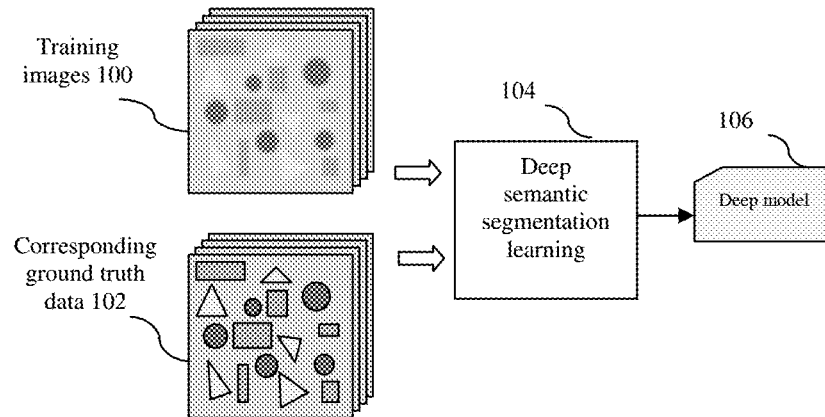 Training
images 100
Corresponding
ground truth
data 102
104
Deep
semantic
segmentation
learning
106
Deep model